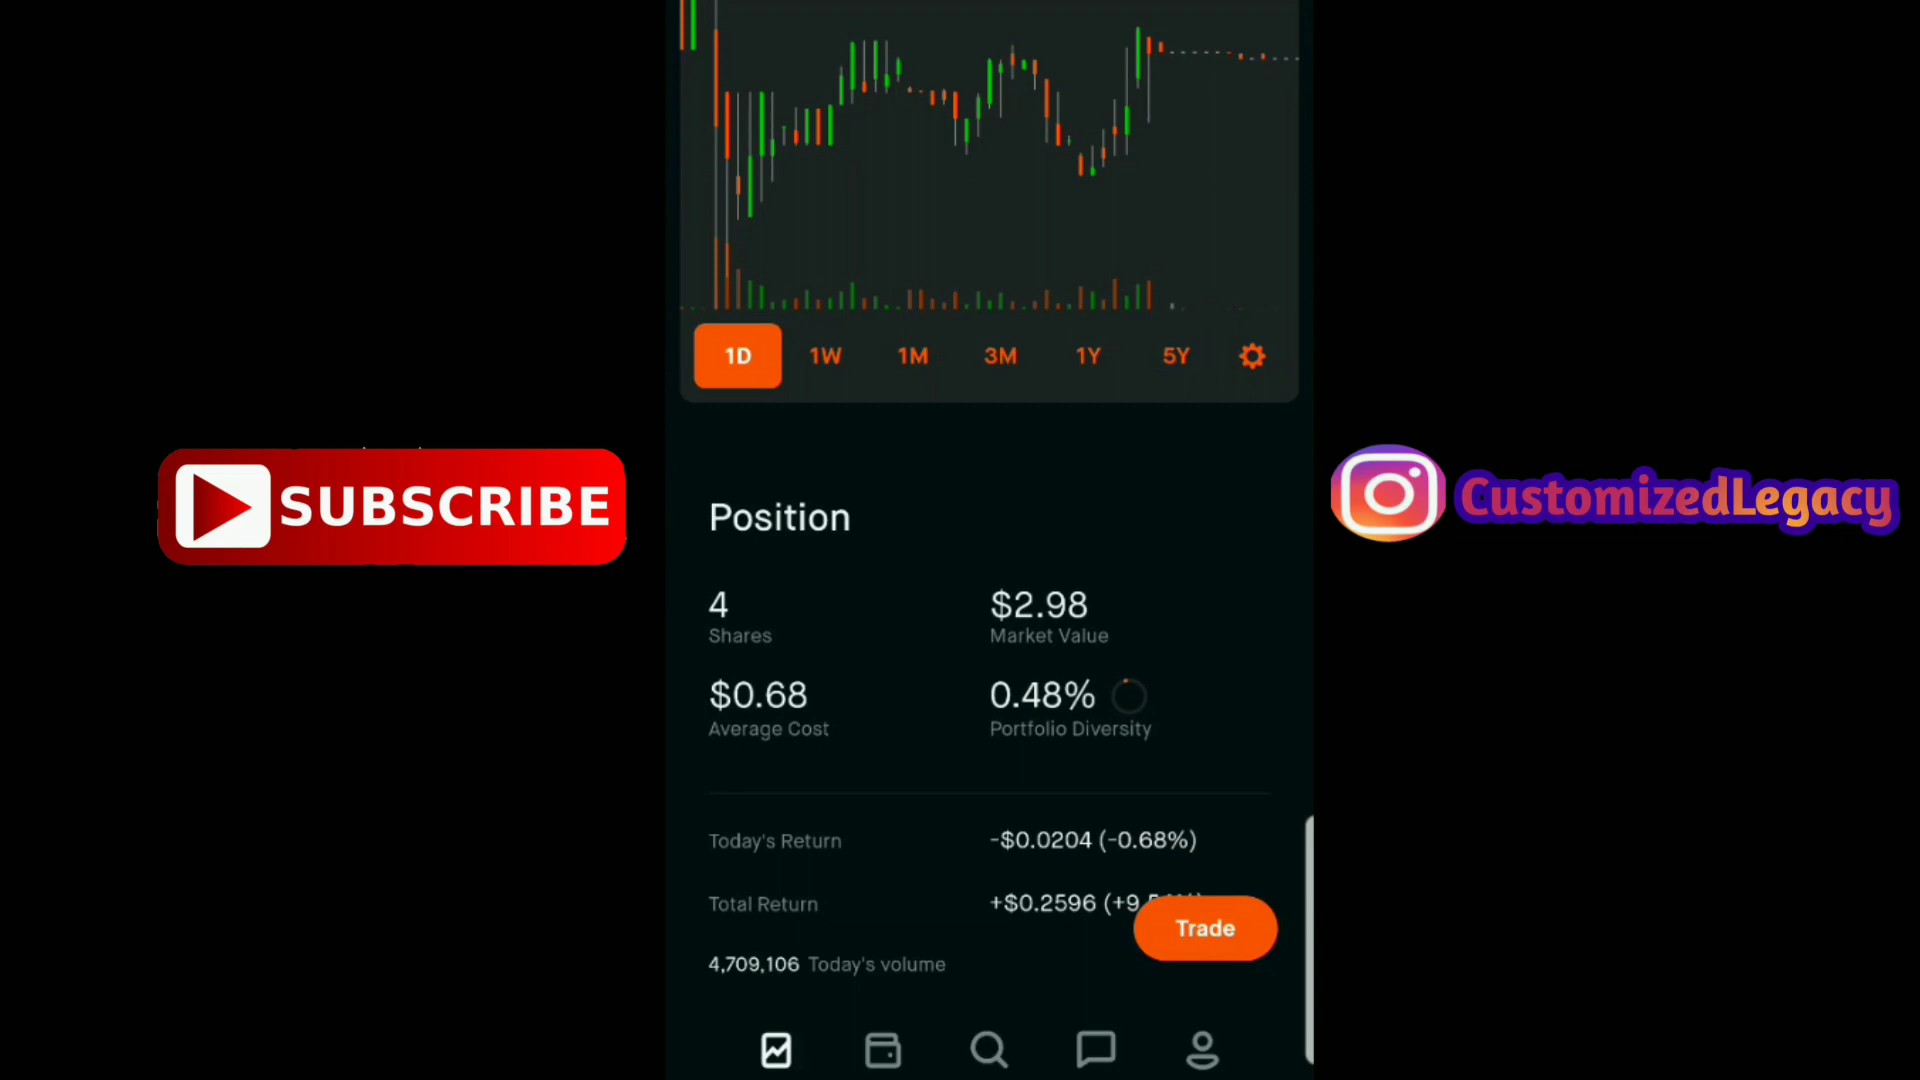 1D 1W 1M 3M 1Y 5Y
SUBSCRIBE
CustomizedLegacy
Position
4 $2.98
Shares Market Value
$0.68 0.48%
Average Cost Portfolio Diversity
Today's Return -$0.0204 (-0.68%)
Total Return +$0.2596 (+9
Trade
4,709,106 Today's volume